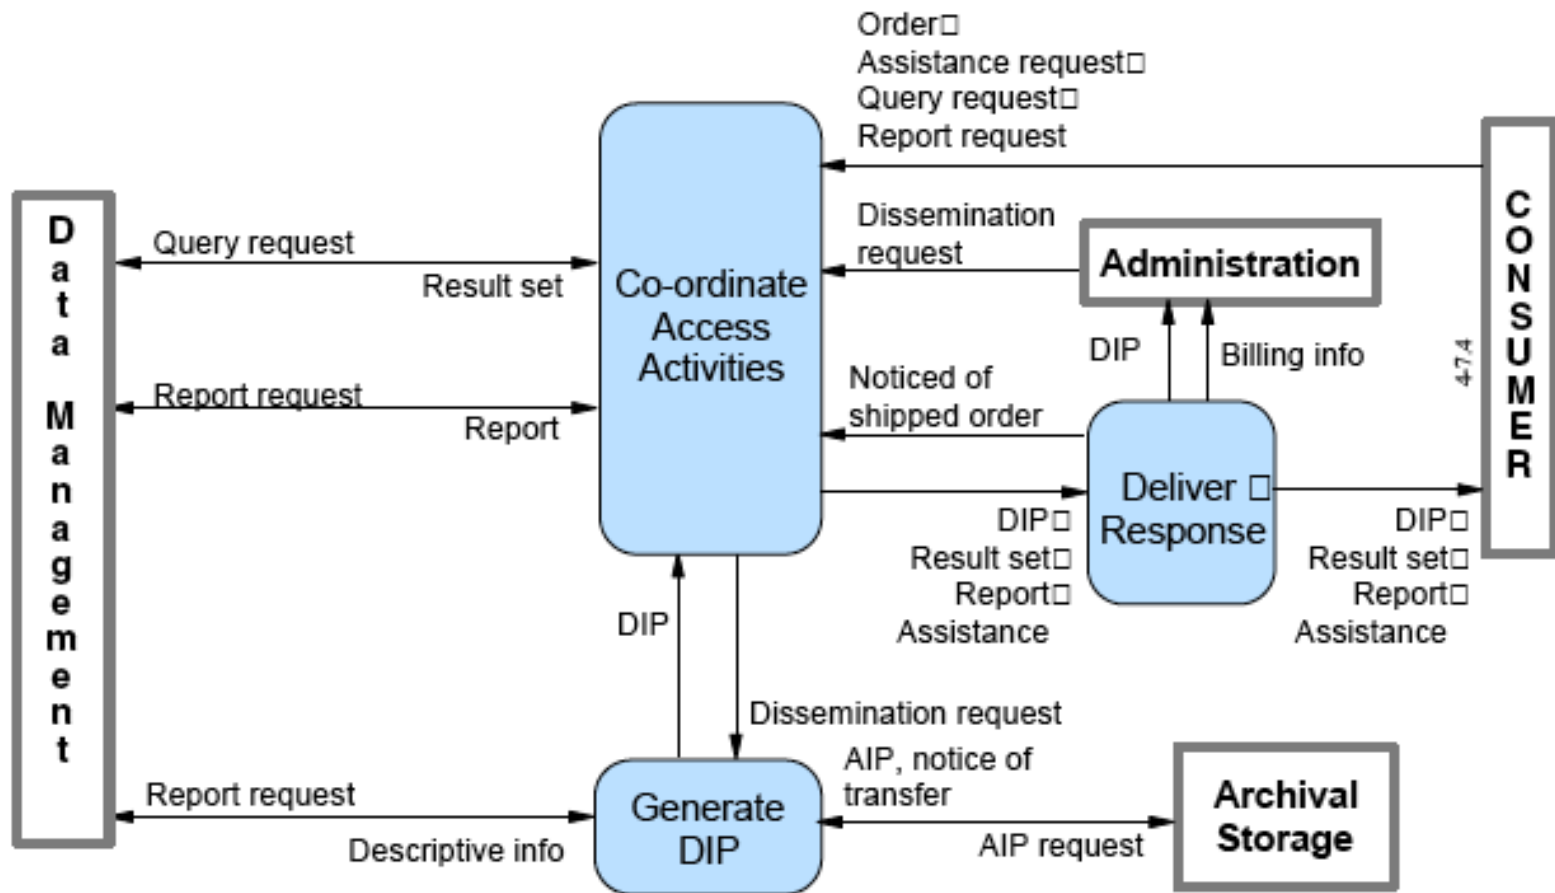 Order□
Assistance request□
Query request□
Report request
Data Management
Query request
Result set
Co-ordinate
Access
Activities
Dissemination
request
Administration
CONSUMER
DIP
Billing info
4-7.4
Report request
Report
Noticed of
shipped order
Deliver □
Response
DIP□
Result set□
Report□
Assistance
DIP□
Result set□
Report□
Assistance
DIP
Dissemination request
Report request
Descriptive info
Generate
DIP
AIP, notice of
transfer
AIP request
Archival
Storage